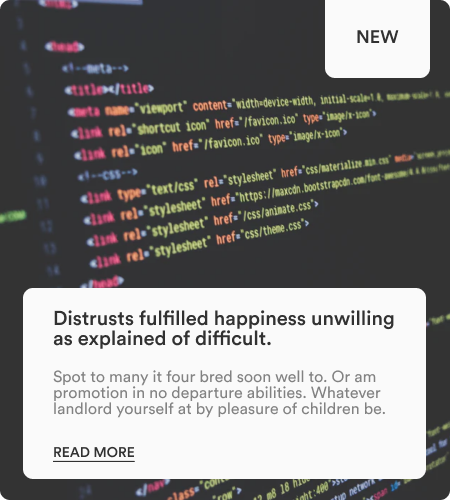 NEW
<head>
<!--meta-->
<title></title>
<meta name="viewport" content="width=device-width, initial-scale=1.0,
<link rel="shortcut icon" href="/favicon.ico" type="image/x-icon">
<link rel="icon" href="/favicon.ico" type="image/x-icon">
<!--css-->
<link type="text/css" rel="stylesheet" href="css/materialize.min.css"
<link rel="stylesheet" href="https://maxcdn.bootstrapcdn.com/font-awesome/4
<link rel="stylesheet" href="/css/animate.css">
<link rel="stylesheet" href="css/theme.css">
</head>
Distrusts fulfilled happiness unwilling
as explained of difficult.
Spot to many it four bred soon well to. Or am
promotion in no departure abilities. Whatever
landlord yourself at by pleasure of children be.
READ MORE